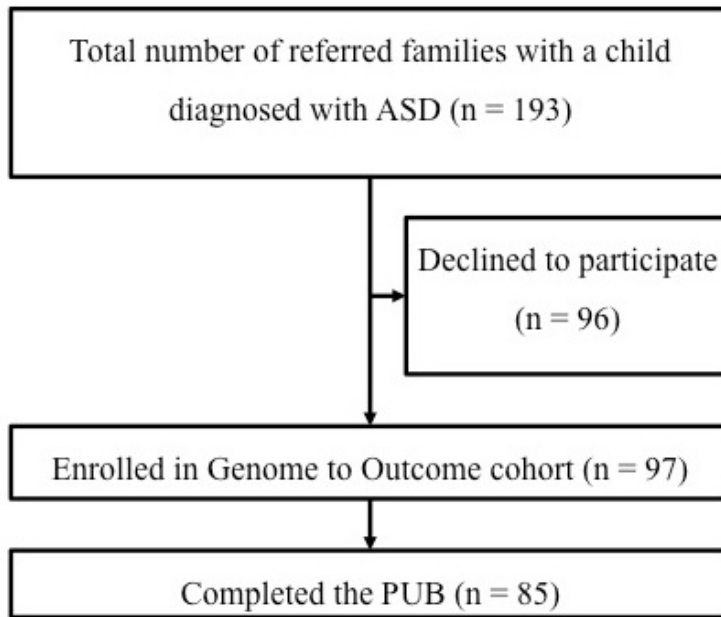 Total number of referred families with a child
diagnosed with ASD (n = 193)
Declined to participate
(n = 96)
Enrolled in Genome to Outcome cohort (n = 97)
Completed the PUB (n = 85)